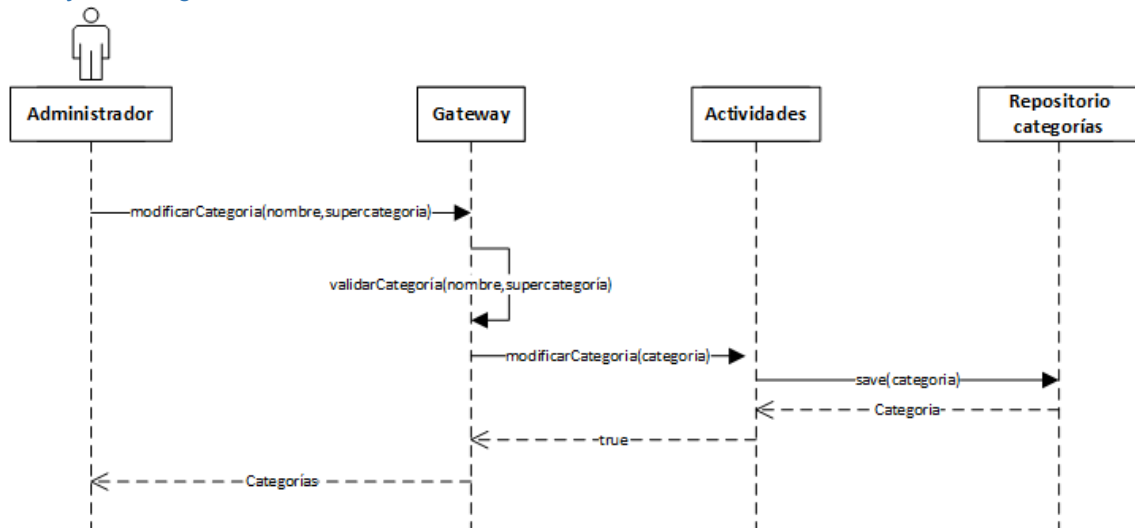 Administrador
Gateway
Actividades
Repositorio
categorías
modificarCategoria(nombre,supercategoria)
validarCategoría(nombre,supercategoría)
modificarCategoria(categoria)
save(categoria)
Categoria
true
Categorías